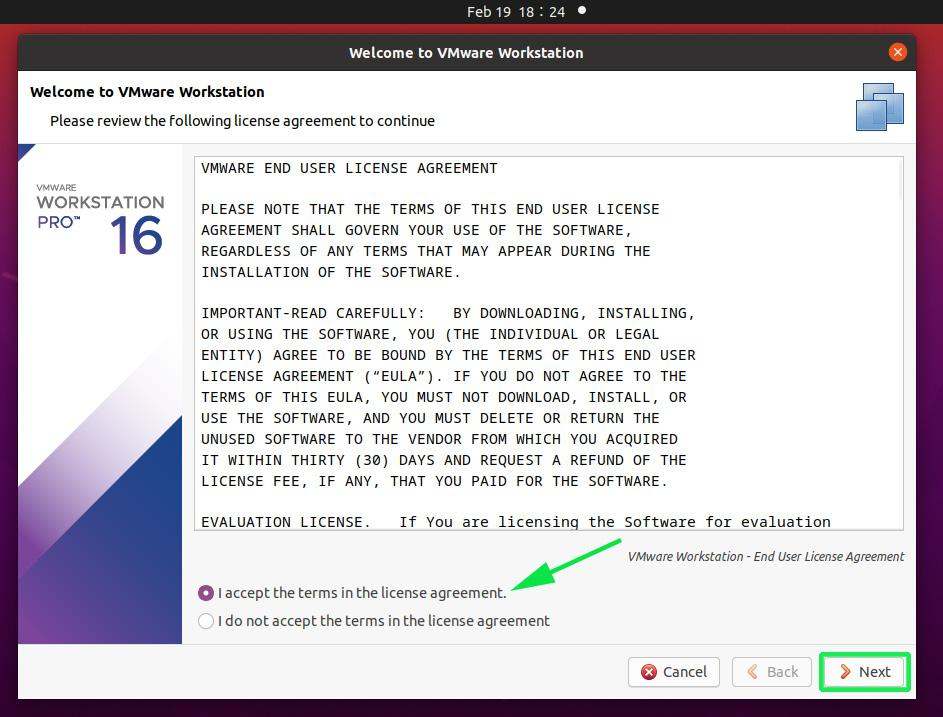 Feb 19 18:24
Welcome to VMware Workstation
Welcome to VMware Workstation
Please review the following license agreement to continue
VMWARE
WORKSTATION
PRO™ 16
VMWARE END USER LICENSE AGREEMENT
PLEASE NOTE THAT THE TERMS OF THIS END USER LICENSE
AGREEMENT SHALL GOVERN YOUR USE OF THE SOFTWARE,
REGARDLESS OF ANY TERMS THAT MAY APPEAR DURING THE
INSTALLATION OF THE SOFTWARE.
IMPORTANT-READ CAREFULLY:   BY DOWNLOADING, INSTALLING,
OR USING THE SOFTWARE, YOU (THE INDIVIDUAL OR LEGAL
ENTITY) AGREE TO BE BOUND BY THE TERMS OF THIS END USER
LICENSE AGREEMENT (“EULA”). IF YOU DO NOT AGREE TO THE
TERMS OF THIS EULA, YOU MUST NOT DOWNLOAD, INSTALL, OR
USE THE SOFTWARE, AND YOU MUST DELETE OR RETURN THE
UNUSED SOFTWARE TO THE VENDOR FROM WHICH YOU ACQUIRED
IT WITHIN THIRTY (30) DAYS AND REQUEST A REFUND OF THE
LICENSE FEE, IF ANY, THAT YOU PAID FOR THE SOFTWARE.
EVALUATION LICENSE.   If You are licensing the Software for evaluation
VMware Workstation - End User License Agreement
I accept the terms in the license agreement.
I do not accept the terms in the license agreement
Cancel
Back
Next